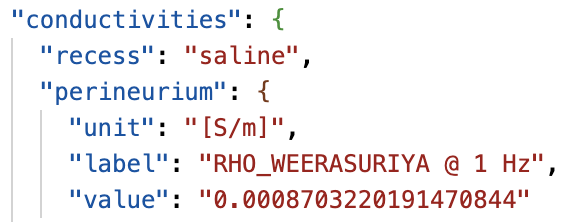 "conductivities": {
"recess": "saline",
"perineurium": {
"unit": "[S/m]",
"label": "RHO_WEERASURIYA @ 1 Hz",
"value": "0.0008703220191470844"